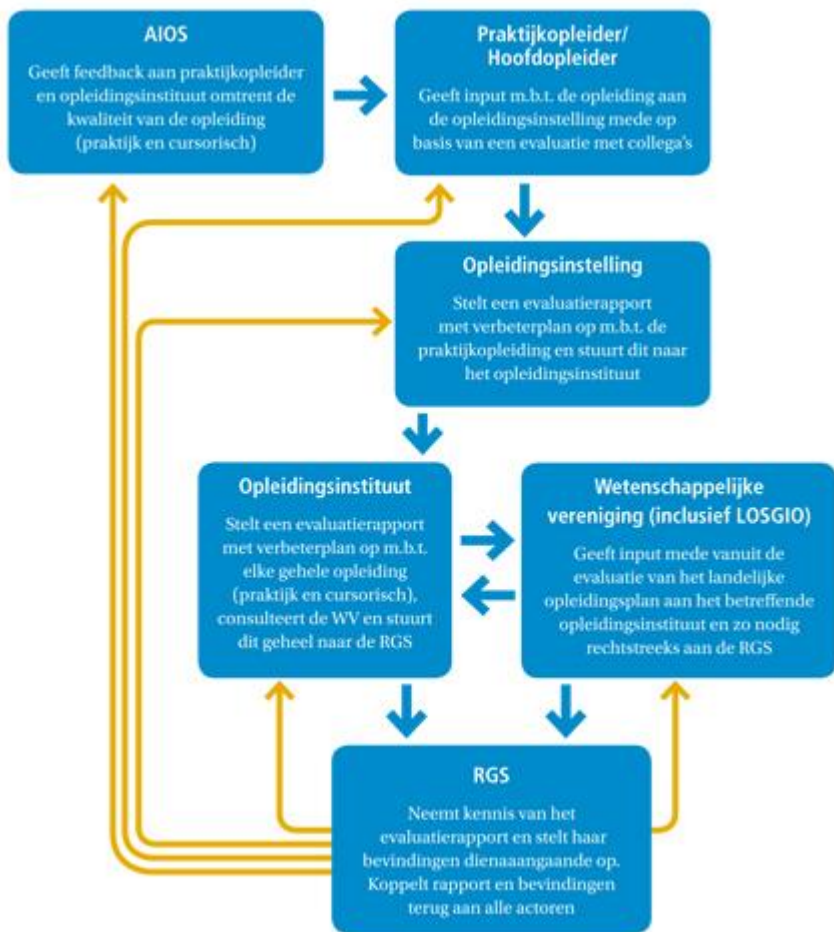 AIOS
Geeft feedback aan praktijkopleider
en opleidingsinstituut omtrent de
kwaliteit van de opleiding
(praktijk en cursorisch)
Praktijkopleider/
Hoofdopleider
Geeft input m.b.t. de opleiding aan
de opleidingsinstelling mede op
basis van een evaluatie met collega's
Opleidingsinstelling
Stelt een evaluatierapport
met verbeterplan op m.b.t. de
praktijkopleiding en stuurt dit naar
het opleidingsinstituut
Opleidingsinstituut
Stelt een evaluatierapport
met verbeterplan op m.b.t.
elke gehele opleiding
(praktijk en cursorisch),
consulteert de WV en stuurt
dit geheel naar de RGS
Wetenschappelijke
vereniging (inclusief LOSGIO)
Geeft input mede vanuit de
evaluatie van het landelijke
opleidingsplan aan het betreffende
opleidingsinstituut en zo nodig
rechtstreeks aan de RGS
RGS
Neemt kennis van het
evaluatierapport en stelt haar
bevindingen dienaaangaande op.
Koppelt rapport en bevindingen
terug aan alle actoren